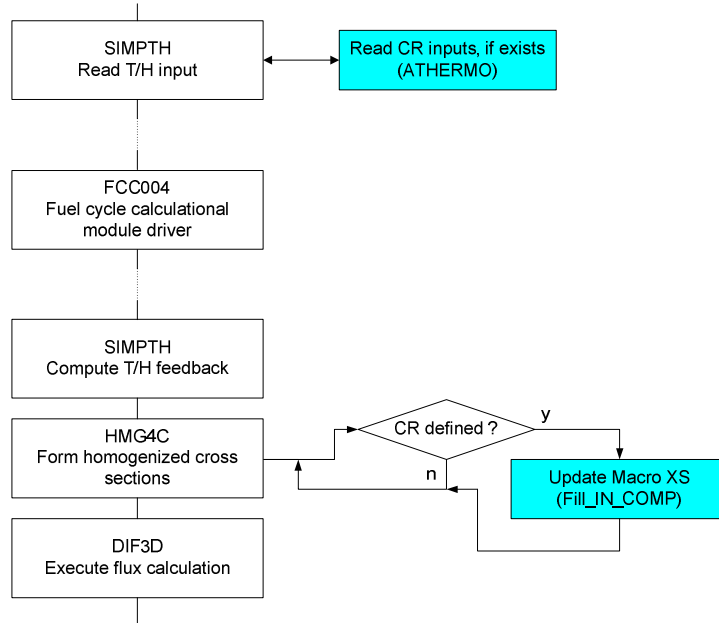 SIMPTH
Read T/H input
Read CR inputs, if exists
(ATHERMO)
FCC004
Fuel cycle calculational
module driver
SIMPTH
Compute T/H feedback
HMG4C
Form homogenized cross
sections
CR defined ?
y
n
Update Macro XS
(Fill_IN_COMP)
DIF3D
Execute flux calculation